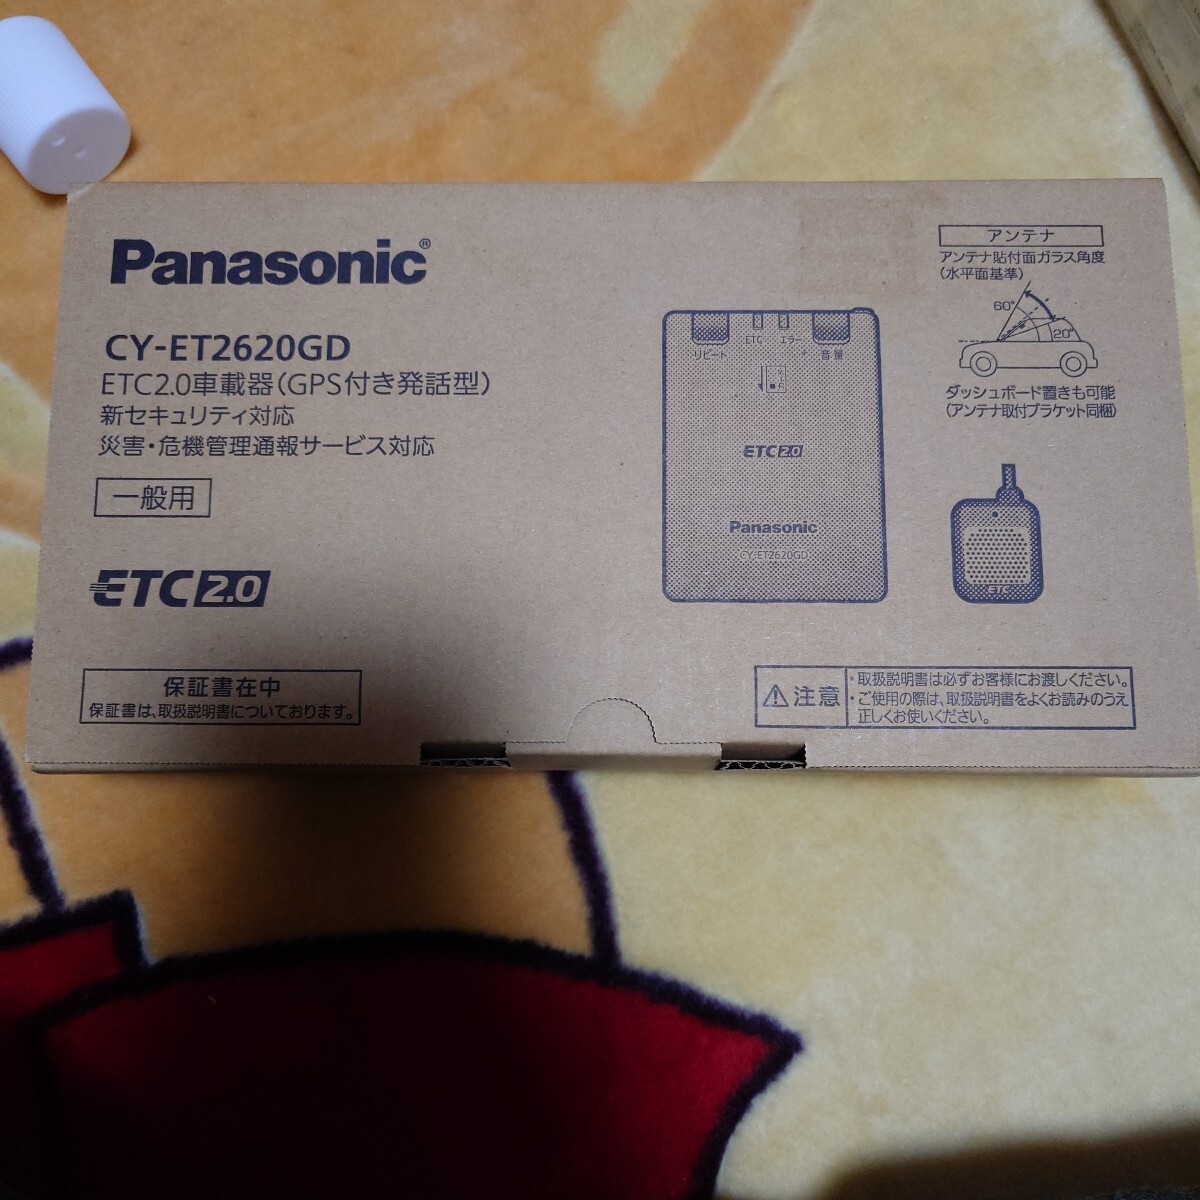 Panasonic®
CY-ET2620GD
ETC2.0車載器（GPS付き発話型）
新セキュリティ対応
災害・危機管理通報サービス対応
一般用
ETC2.0
保証書在中
保証書は、取扱説明書についております。
リピート
ETC
エラー
音量
ETC2.0
Panasonic
CY-ET2620GD
アンテナ
アンテナ貼付面ガラス角度
（水平面基準）
60°
20°
ダッシュボード置きも可能
（アンテナ取付ブラケット同梱）
ETC
注意
・取扱説明書は必ずお客様にお渡しください。
・ご使用の際は、取扱説明書をよくお読みのうえ
正しくお使いください。